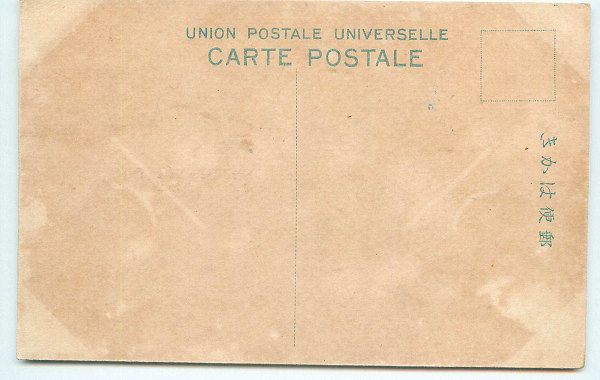 UNION POSTALE UNIVERSELLE
CARTE POSTALE
きかは便郵